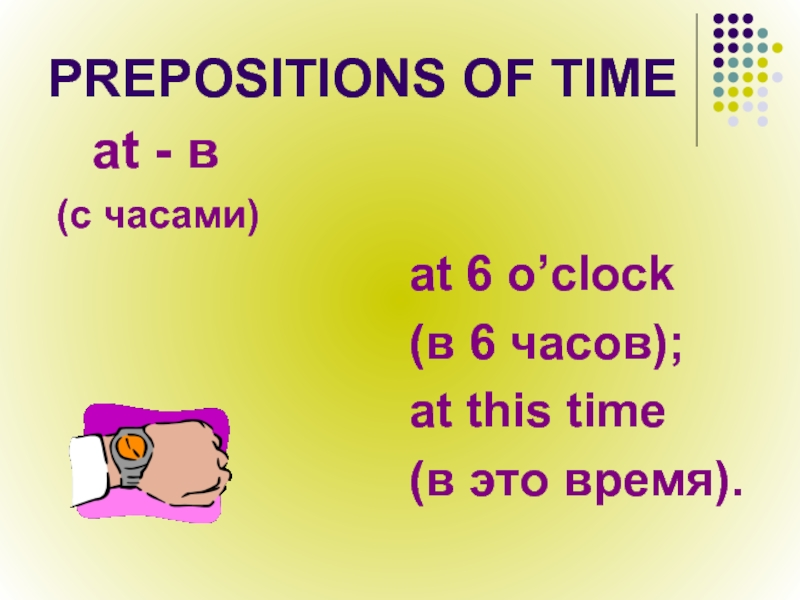 PREPOSITIONS OF TIME
at - в
(с часами)
at 6 o’clock
(в 6 часов);
at this time
(в это время).